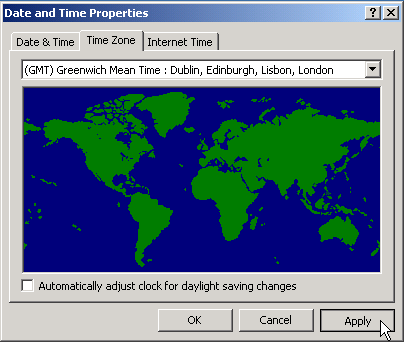 Date and Time Properties
Date & Time Time Zone Internet Time
(GMT) Greenwich Mean Time : Dublin, Edinburgh, Lisbon, London
Automatically adjust clock for daylight saving changes
OK Cancel Apply